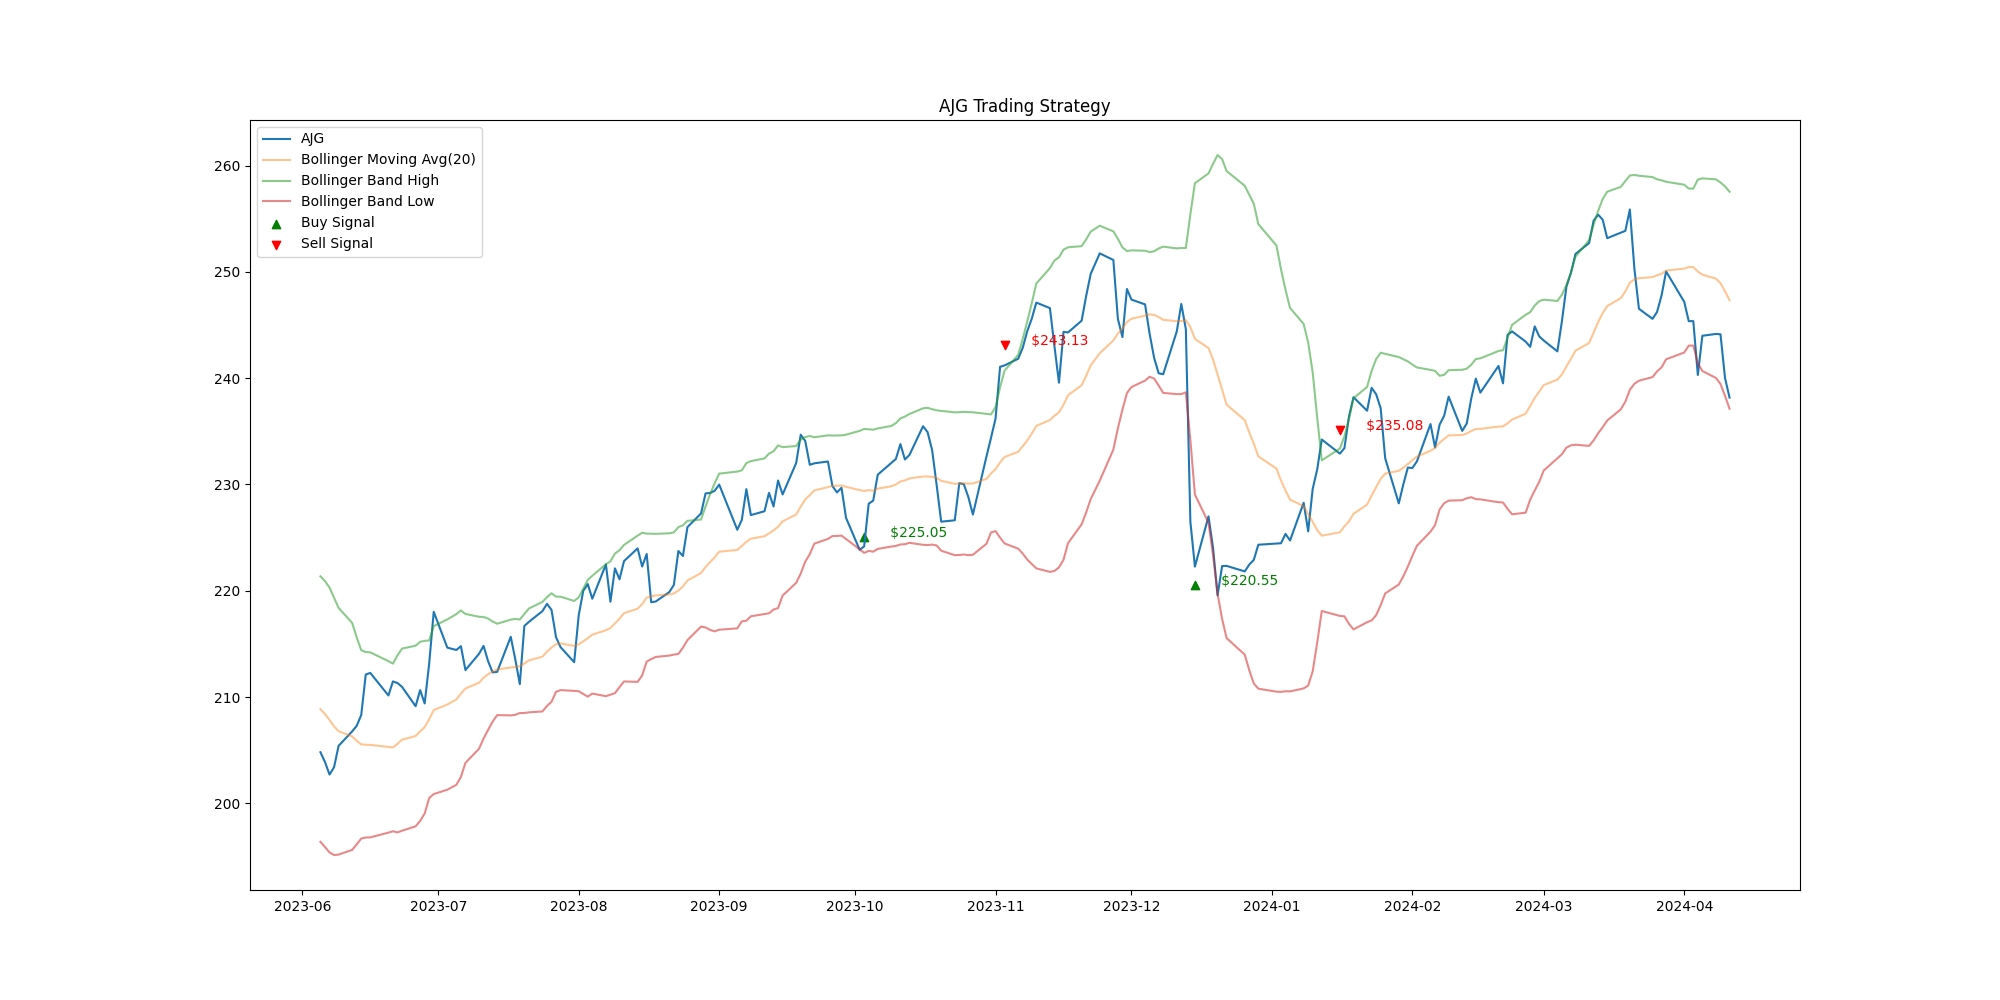 AJG Trading Strategy
AJG
Bollinger Moving Avg(20)
Bollinger Band High
Bollinger Band Low
Buy Signal
Sell Signal
260
250
240
230
220
210
200
$243.13
$235.08
$225.05
$220.55
2023-06 2023-07 2023-08 2023-09 2023-10 2023-11 2023-12 2024-01 2024-02 2024-03 2024-04